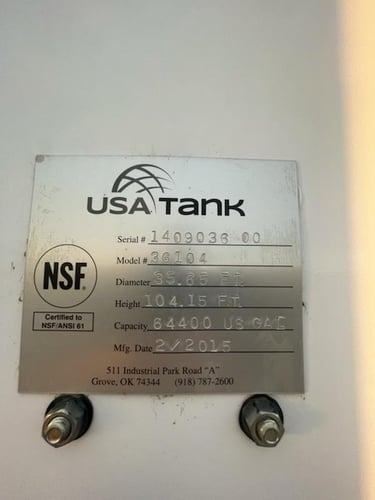 USA Tank
Serial # 1409036 00
Model # 36104
Diameter 35.65 FT.
Height 104.15 FT.
Capacity 64400 US GAL
Mfg. Date 2/2015
NSF®
Certified to
NSF/ANSI 61
511 Industrial Park Road "A"
Grove, OK 74344 (918) 787-2600